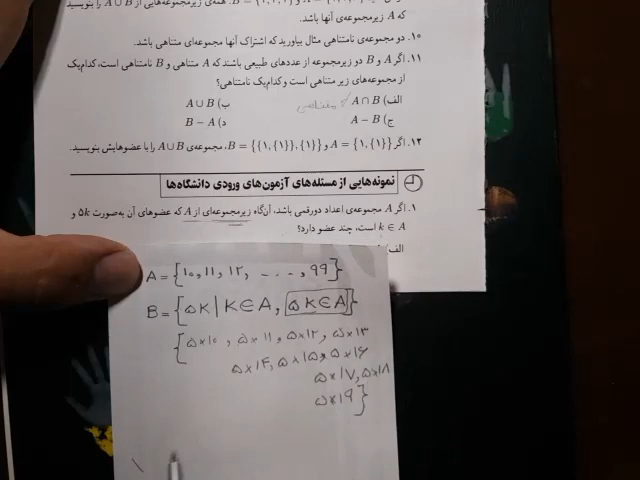 که A زیرمجموعه‌ی آنها باشد.
۱۰. دو مجموعه‌ی نامتناهی مثال بیاورید که اشتراک آنها مجموعه‌ای متناهی باشد.
۱۱. اگر A و B دو زیرمجموعه از عددهای طبیعی باشند که A متناهی و B نامتناهی است، کدام‌یک
از مجموعه‌های زیر متناهی است و کدام‌یک نامتناهی؟
الف) A ∩ B متناهی ب) A ∪ B
ج) A − B د) B − A
۱۲. اگر A = {۱, {۱}} و B = {{۱, {۱}}, {۱}}، مجموعه‌ی A ∪ B را با عضوهایش بنویسید.
نمونه‌هایی از مسئله‌های آزمون‌های ورودی دانشگاه‌ها
۱. اگر A مجموعه‌ی اعداد دورقمی باشد، آن‌گاه زیرمجموعه‌ای از A که عضوهای آن به‌صورت ۵k و
k ∈ A است، چند عضو دارد؟
الف
A = {۱۰, ۱۱, ۱۲, ....., ۹۹}
B = {۵K | K ∈ A, ۵K ∈ A}
{۵×۱۰, ۵×۱۱, ۵×۱۲, ۵×۱۳
۵×۱۴, ۵×۱۵, ۵×۱۶
۵×۱۷, ۵×۱۸
۵×۱۹}